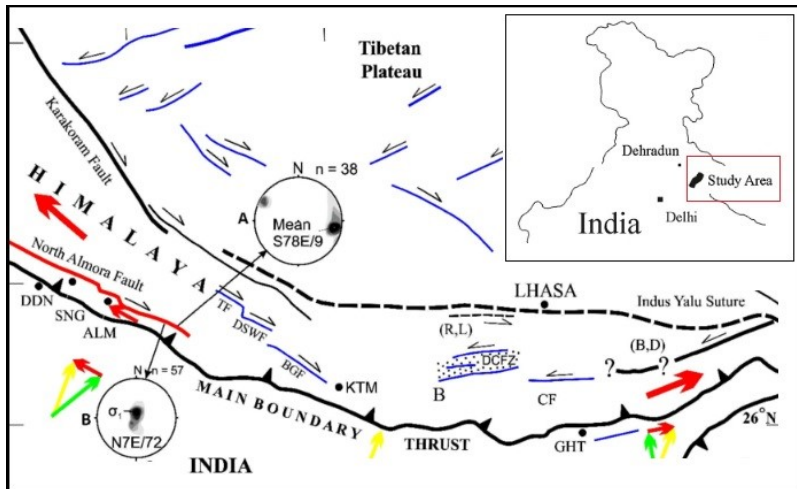 Tibetan
Plateau
Karakoram Fault
HIMALAYA
N n = 38
A
Mean
S78E/9
North Almora Fault
DDN
SNG
ALM
TF
DSWF
BGF
KTM
N n = 57
B
σ1
N7E/72
MAIN BOUNDARY
THRUST
INDIA
LHASA
Indus Yalu Suture
(R,L)
(B,D)
DCFZ
B
? ?
CF
GHT
26°N
Dehradun
Study Area
Delhi
India